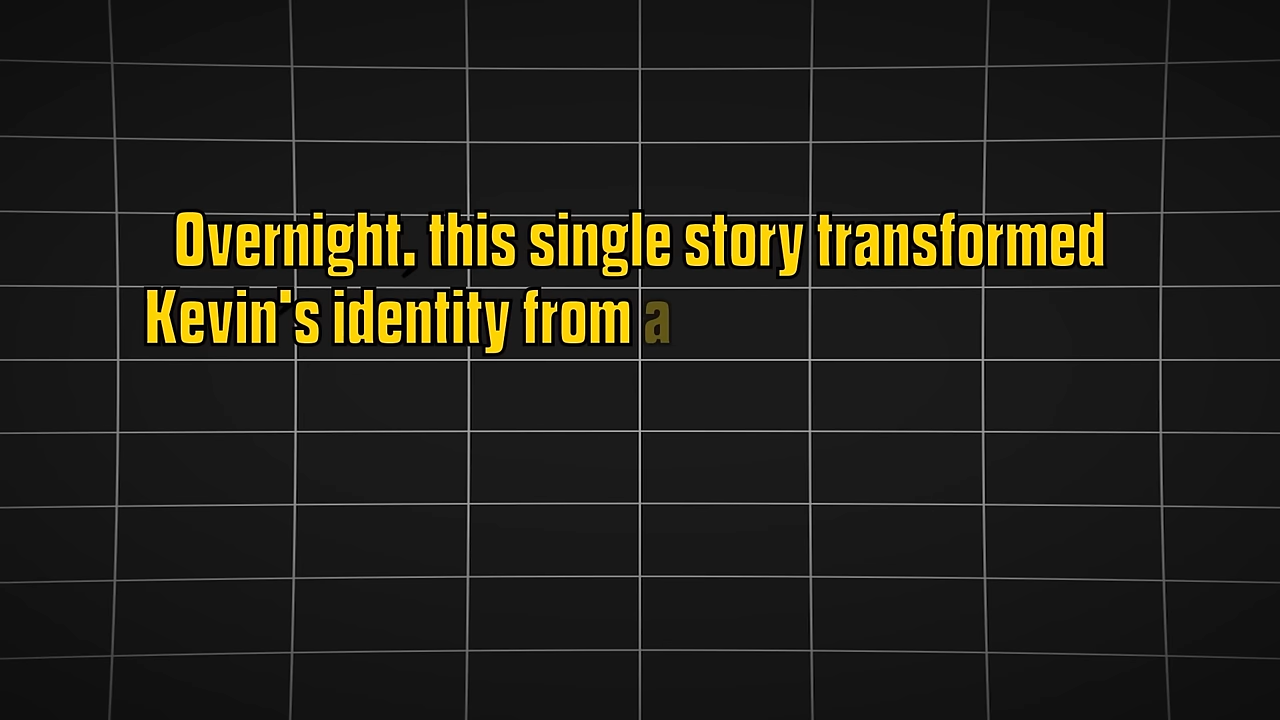 Overnight, this single story transformed
Kevin's identity from a